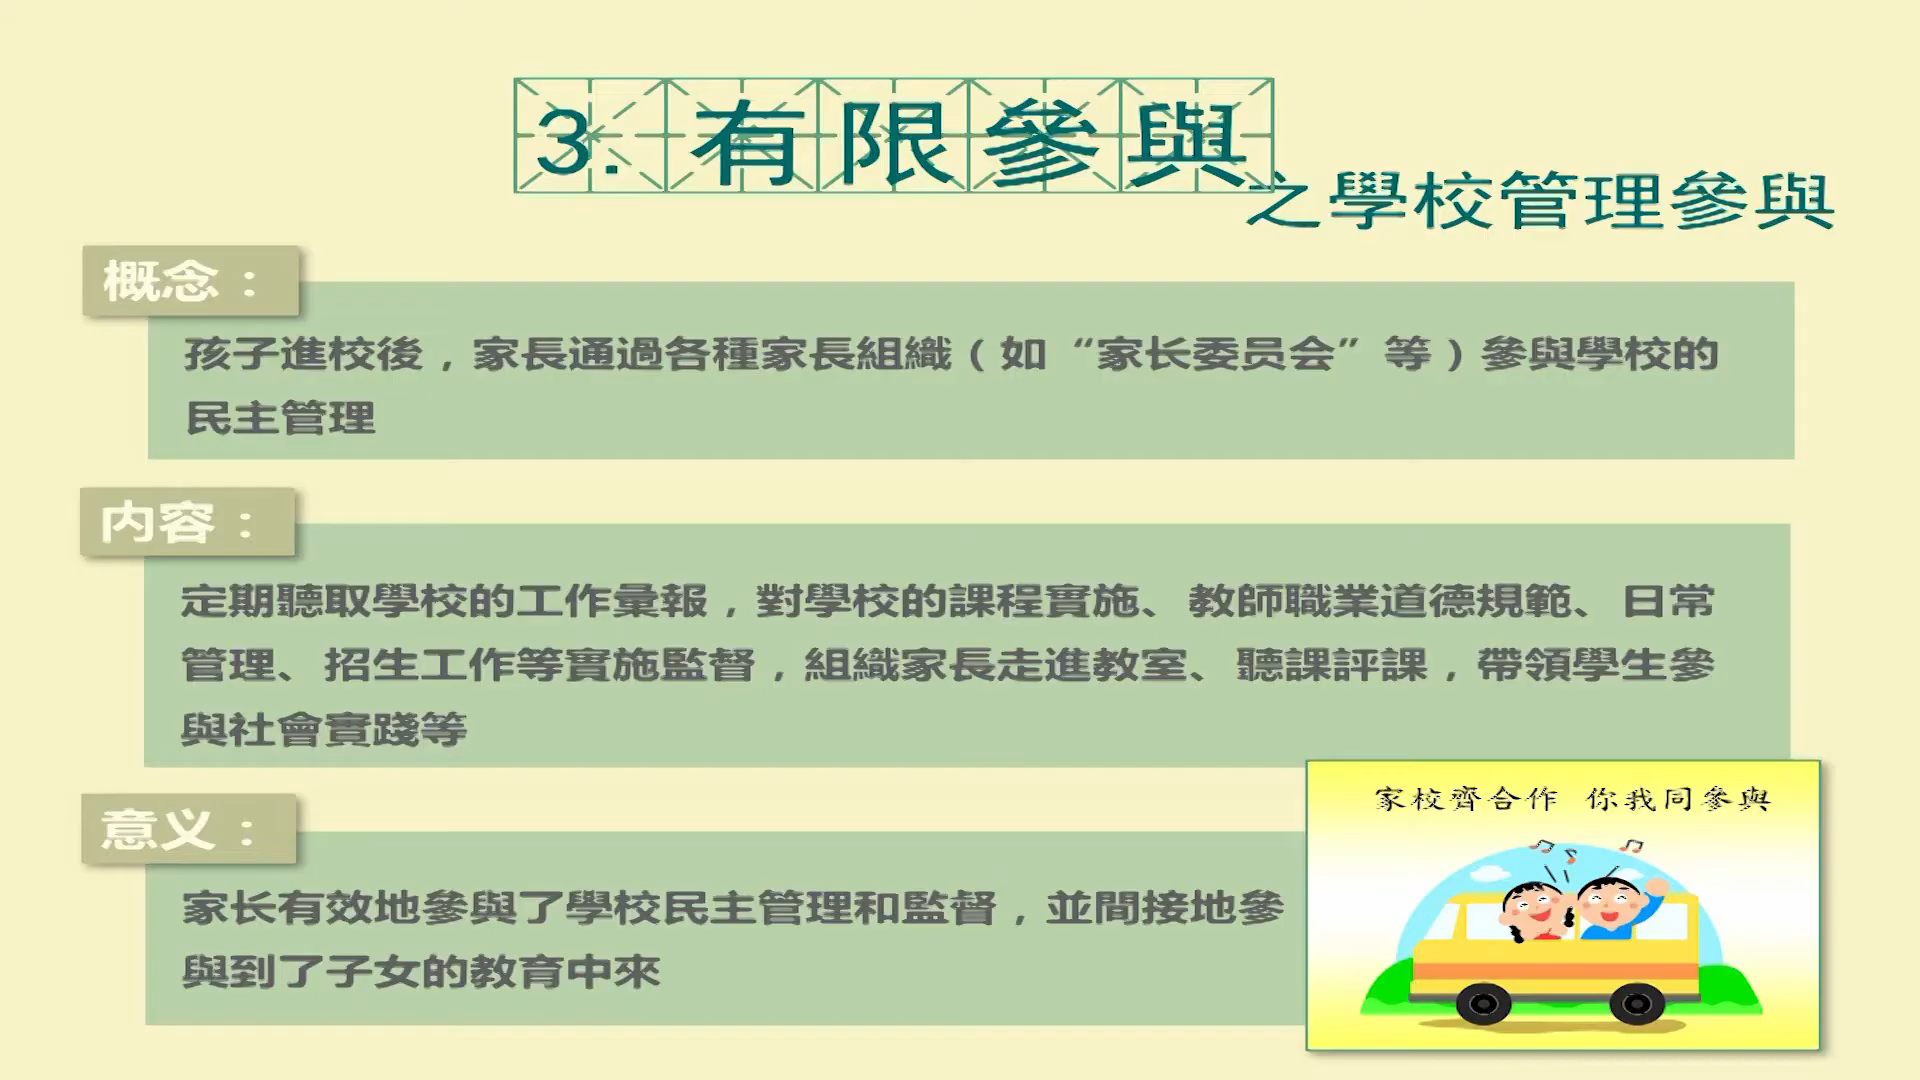 3. 有限參與
之學校管理參與
概念：
孩子進校後，家長通過各種家長組織（如“家长委员会”等）參與學校的
民主管理
内容：
定期聽取學校的工作彙報，對學校的課程實施、教師職業道德規範、日常
管理、招生工作等實施監督，組織家長走進教室、聽課評課，帶領學生參
與社會實踐等
意义：
家长有效地參與了學校民主管理和監督，並間接地參
與到了子女的教育中來
家校齊合作 你我同參與